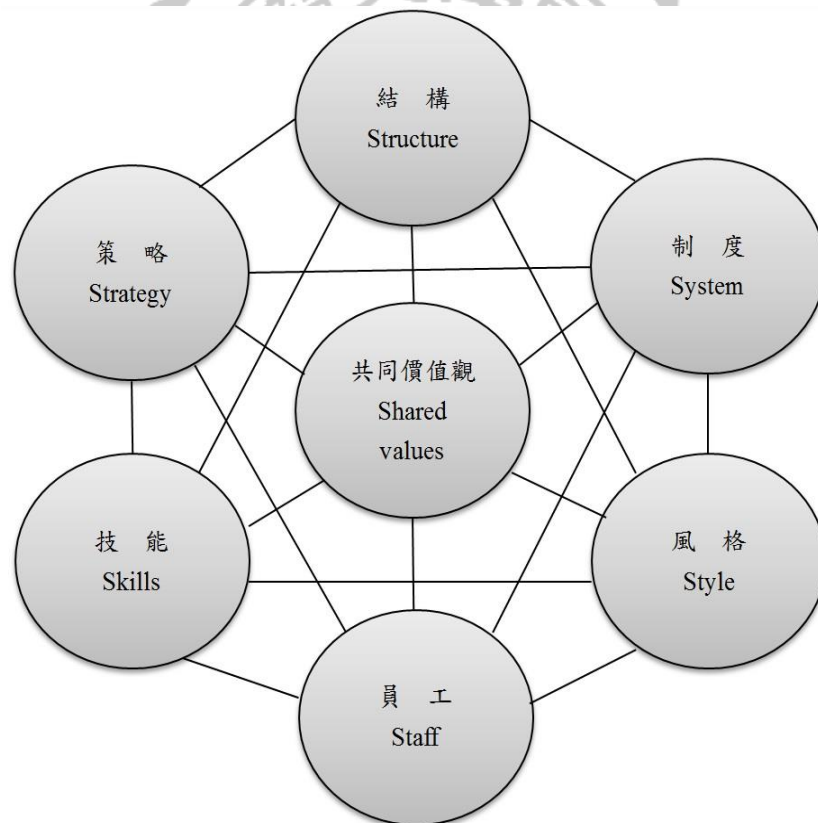 結 構
Structure
策 略
Strategy
制 度
System
共同價值觀
Shared
values
技 能
Skills
風 格
Style
員 工
Staff